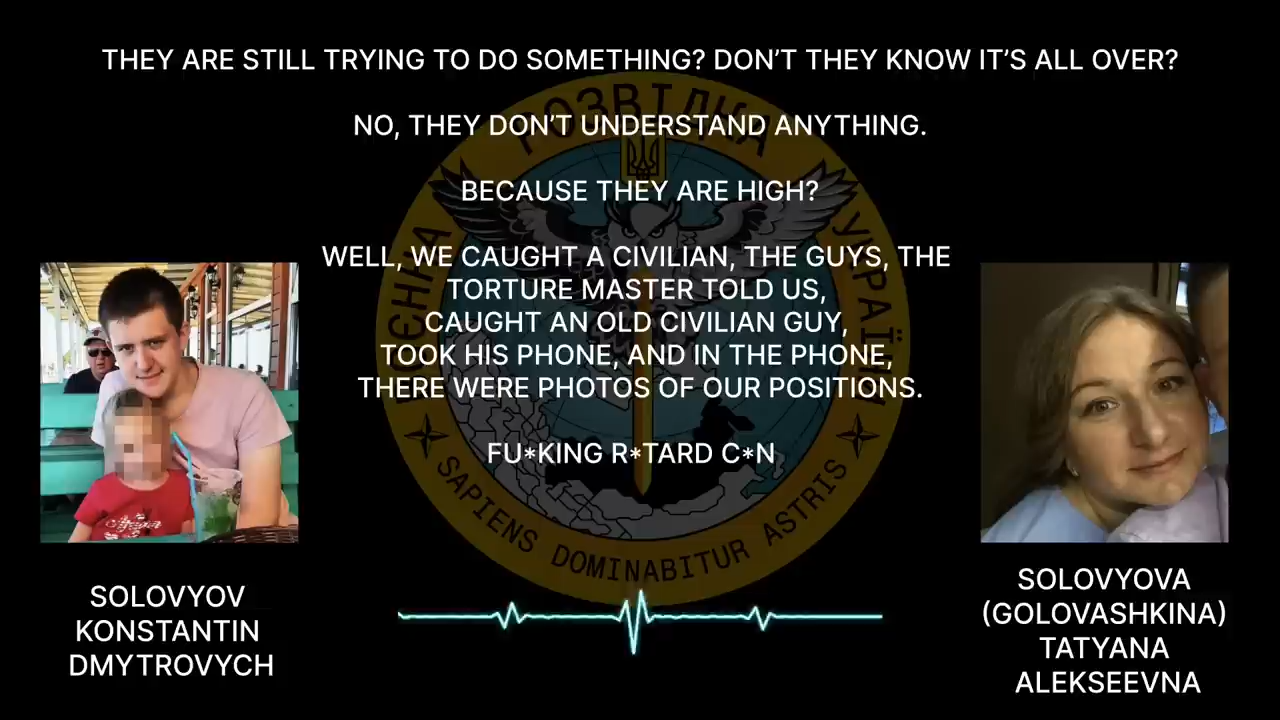 THEY ARE STILL TRYING TO DO SOMETHING? DON’T THEY KNOW IT’S ALL OVER?
NO, THEY DON’T UNDERSTAND ANYTHING.
BECAUSE THEY ARE HIGH?
WELL, WE CAUGHT A CIVILIAN, THE GUYS, THE
TORTURE MASTER TOLD US,
CAUGHT AN OLD CIVILIAN GUY,
TOOK HIS PHONE, AND IN THE PHONE,
THERE WERE PHOTOS OF OUR POSITIONS.
FU*KING R*TARD C*N
SOLOVYOV
KONSTANTIN
DMYTROVYCH
SOLOVYOVA
(GOLOVASHKINA)
TATYANA
ALEKSEEVNA
РОЗВІДКА
УКРАЇНИ
SAPIENS DOMINABITUR ASTRIS